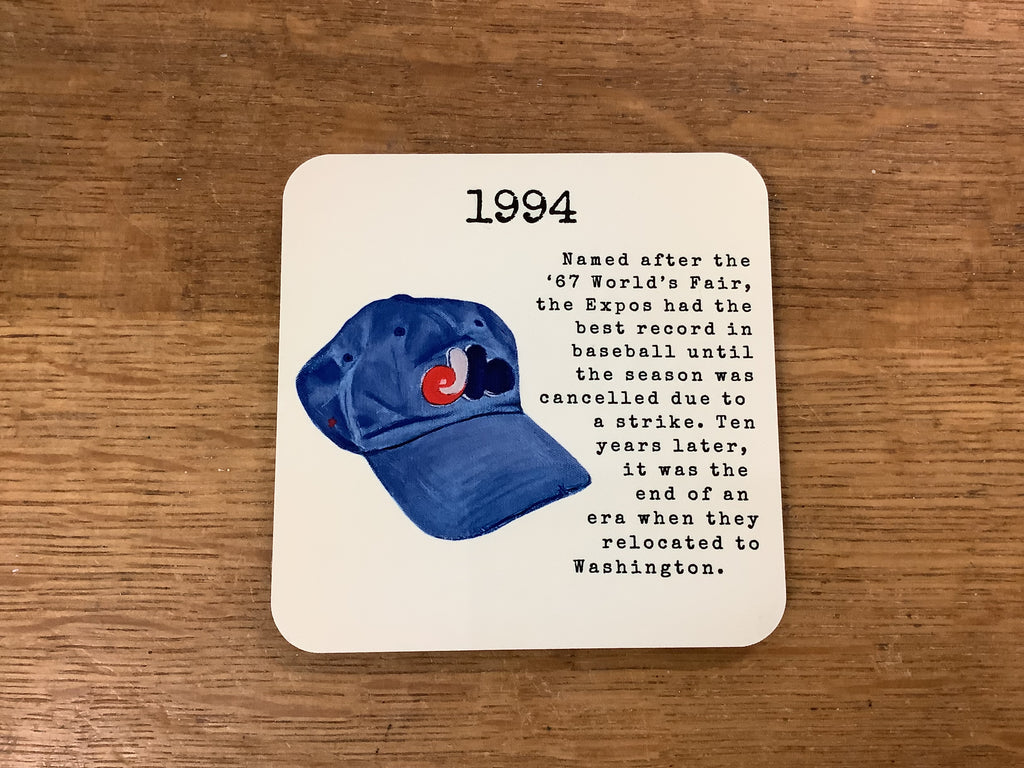 1994
Named after the
‘67 World’s Fair,
the Expos had the
best record in
baseball until
the season was
cancelled due to
a strike. Ten
years later,
it was the
end of an
era when they
relocated to
Washington.